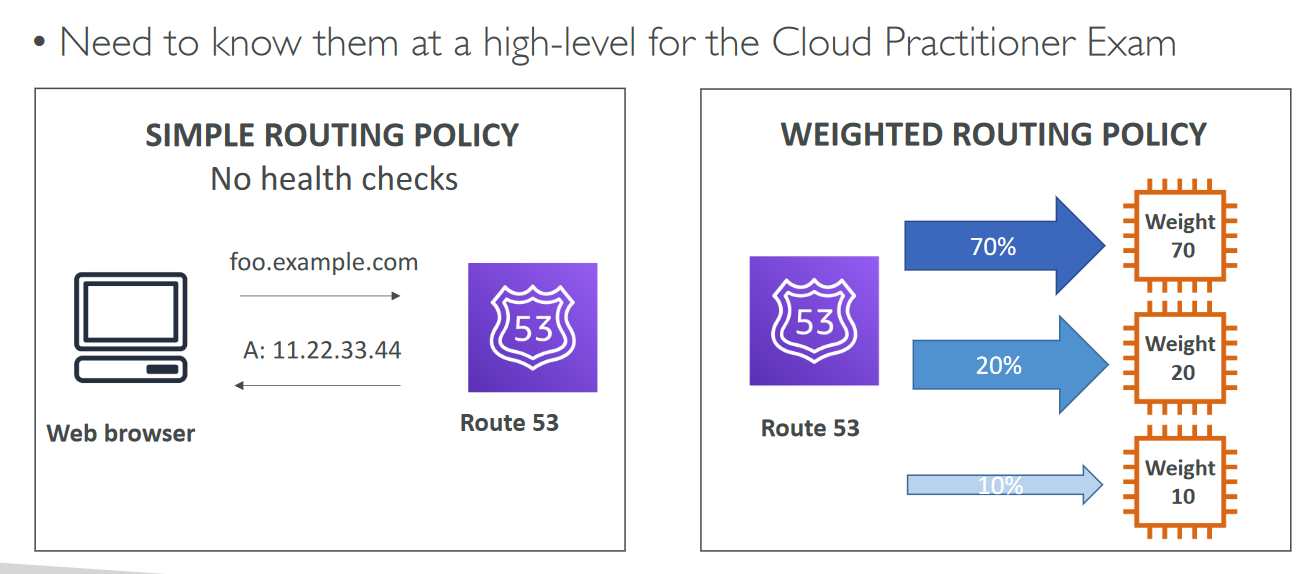 • Need to know them at a high-level for the Cloud Practitioner Exam
SIMPLE ROUTING POLICY
No health checks
foo.example.com
A: 11.22.33.44
53
Web browser
Route 53
WEIGHTED ROUTING POLICY
53
Route 53
70%
Weight
70
20%
Weight
20
10%
Weight
10